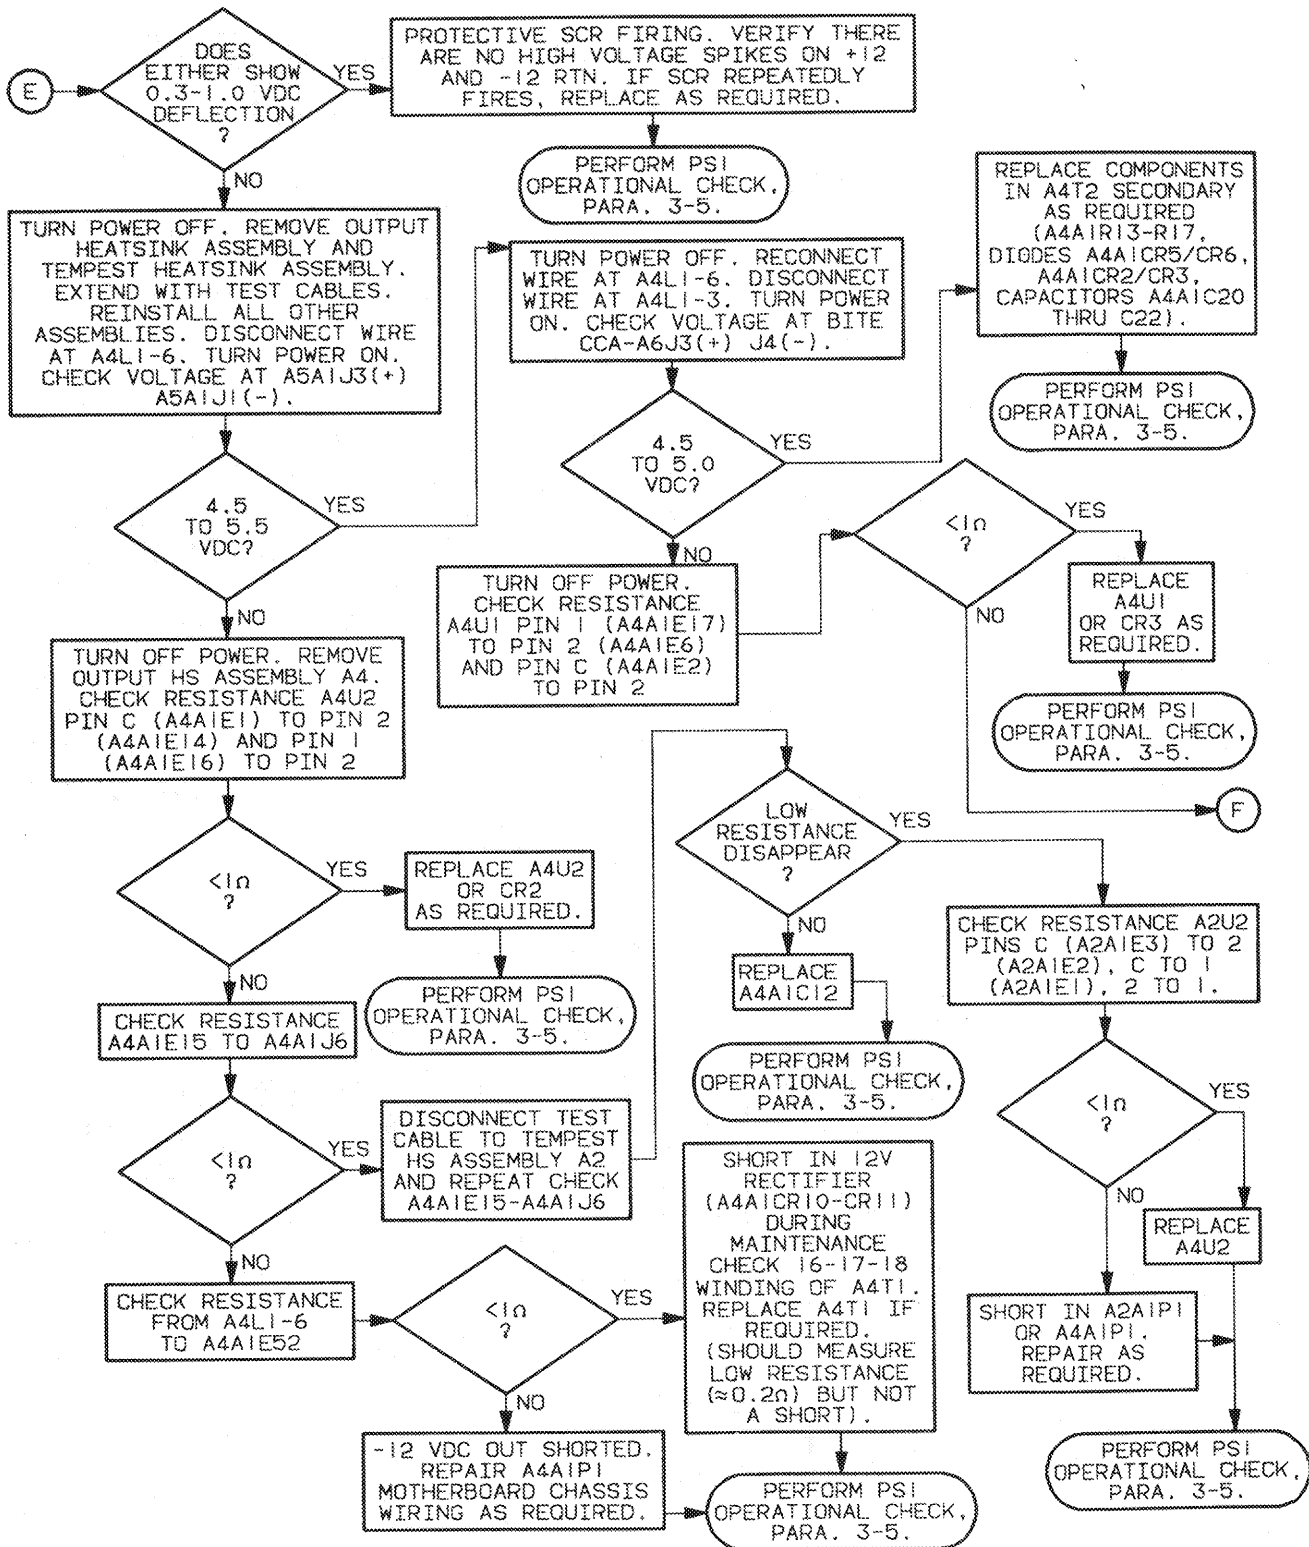 E
DOES
EITHER SHOW
0.3-1.0 VDC
DEFLECTION
?
YES
PROTECTIVE SCR FIRING. VERIFY THERE
ARE NO HIGH VOLTAGE SPIKES ON +12
AND -12 RTN. IF SCR REPEATEDLY
FIRES, REPLACE AS REQUIRED.
PERFORM PS1
OPERATIONAL CHECK,
PARA. 3-5.
NO
TURN POWER OFF. REMOVE OUTPUT
HEATSINK ASSEMBLY AND
TEMPEST HEATSINK ASSEMBLY.
EXTEND WITH TEST CABLES.
REINSTALL ALL OTHER
ASSEMBLIES. DISCONNECT WIRE
AT A4L1-6. TURN POWER ON.
CHECK VOLTAGE AT A5A1J3(+)
A5A1J1(-).
4.5
TO 5.5
VDC?
YES
TURN POWER OFF. RECONNECT
WIRE AT A4L1-6. DISCONNECT
WIRE AT A4L1-3. TURN POWER
ON. CHECK VOLTAGE AT BITE
CCA-A6J3(+) J4(-).
4.5
TO 5.0
VDC?
YES
REPLACE COMPONENTS
IN A4T2 SECONDARY
AS REQUIRED
(A4A1R13-R17,
DIODES A4A1CR5/CR6,
A4A1CR2/CR3,
CAPACITORS A4A1C20
THRU C22).
PERFORM PS1
OPERATIONAL CHECK,
PARA. 3-5.
NO
TURN OFF POWER.
CHECK RESISTANCE
A4U1 PIN 1 (A4A1E17)
TO PIN 2 (A4A1E6)
AND PIN C (A4A1E2)
TO PIN 2
<1Ω
?
YES
REPLACE
A4U1
OR CR3 AS
REQUIRED.
PERFORM PS1
OPERATIONAL CHECK,
PARA. 3-5.
NO
F
NO
TURN OFF POWER. REMOVE
OUTPUT HS ASSEMBLY A4.
CHECK RESISTANCE A4U2
PIN C (A4A1E1) TO PIN 2
(A4A1E14) AND PIN 1
(A4A1E16) TO PIN 2
<1Ω
?
YES
REPLACE A4U2
OR CR2
AS REQUIRED.
PERFORM PS1
OPERATIONAL CHECK,
PARA. 3-5.
NO
CHECK RESISTANCE
A4A1E15 TO A4A1J6
<1Ω
?
YES
DISCONNECT TEST
CABLE TO TEMPEST
HS ASSEMBLY A2
AND REPEAT CHECK
A4A1E15-A4A1J6
LOW
RESISTANCE
DISAPPEAR
?
YES
CHECK RESISTANCE A2U2
PINS C (A2A1E3) TO 2
(A2A1E2), C TO 1
(A2A1E1), 2 TO 1.
NO
REPLACE
A4A1C12
PERFORM PS1
OPERATIONAL CHECK,
PARA. 3-5.
<1Ω
?
YES
REPLACE
A4U2
NO
SHORT IN A2A1P1
OR A4A1P1.
REPAIR AS
REQUIRED.
PERFORM PS1
OPERATIONAL CHECK,
PARA. 3-5.
NO
CHECK RESISTANCE
FROM A4L1-6
TO A4A1E52
<1Ω
?
YES
SHORT IN 12V
RECTIFIER
(A4A1CR10-CR11)
DURING
MAINTENANCE
CHECK 16-17-18
WINDING OF A4T1.
REPLACE A4T1 IF
REQUIRED.
(SHOULD MEASURE
LOW RESISTANCE
(≈0.2Ω) BUT NOT
A SHORT).
NO
-12 VDC OUT SHORTED.
REPAIR A4A1P1
MOTHERBOARD CHASSIS
WIRING AS REQUIRED.
PERFORM PS1
OPERATIONAL CHECK,
PARA. 3-5.